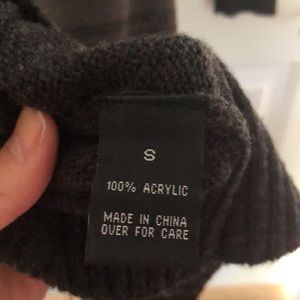 S
100% ACRYLIC
MADE IN CHINA
OVER FOR CARE